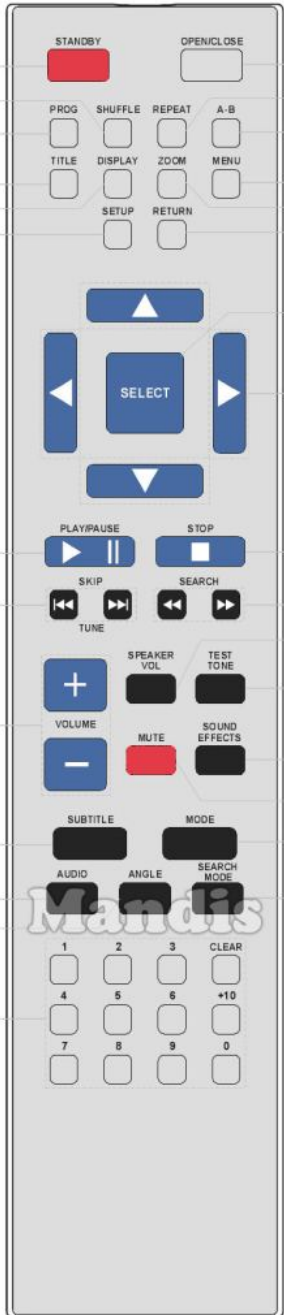 STANDBY OPEN/CLOSE
PROG SHUFFLE REPEAT A-B
TITLE DISPLAY ZOOM MENU
SETUP RETURN
SELECT
PLAY/PAUSE STOP
SKIP SEARCH
TUNE
SPEAKER VOL TEST TONE
+
VOLUME
−
MUTE SOUND EFFECTS
SUBTITLE MODE
AUDIO ANGLE SEARCH MODE
Mandis
1 2 3 CLEAR
4 5 6 +10
7 8 9 0